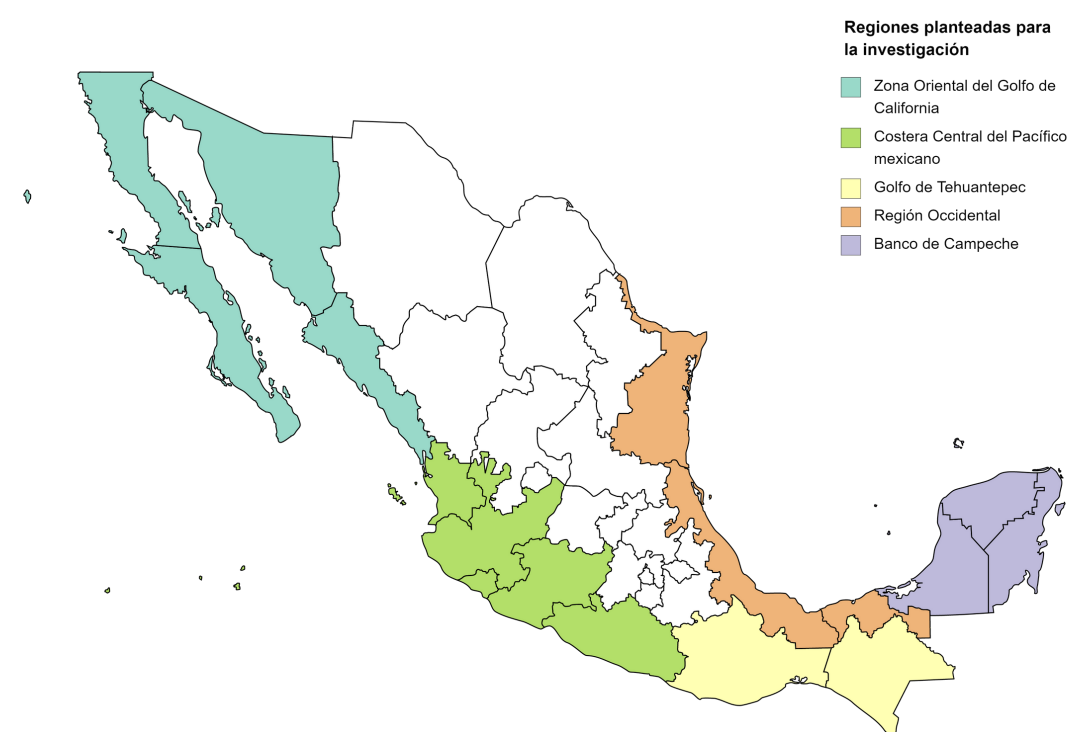 Regiones planteadas para
la investigación
Zona Oriental del Golfo de
California
Costera Central del Pacífico
mexicano
Golfo de Tehuantepec
Región Occidental
Banco de Campeche